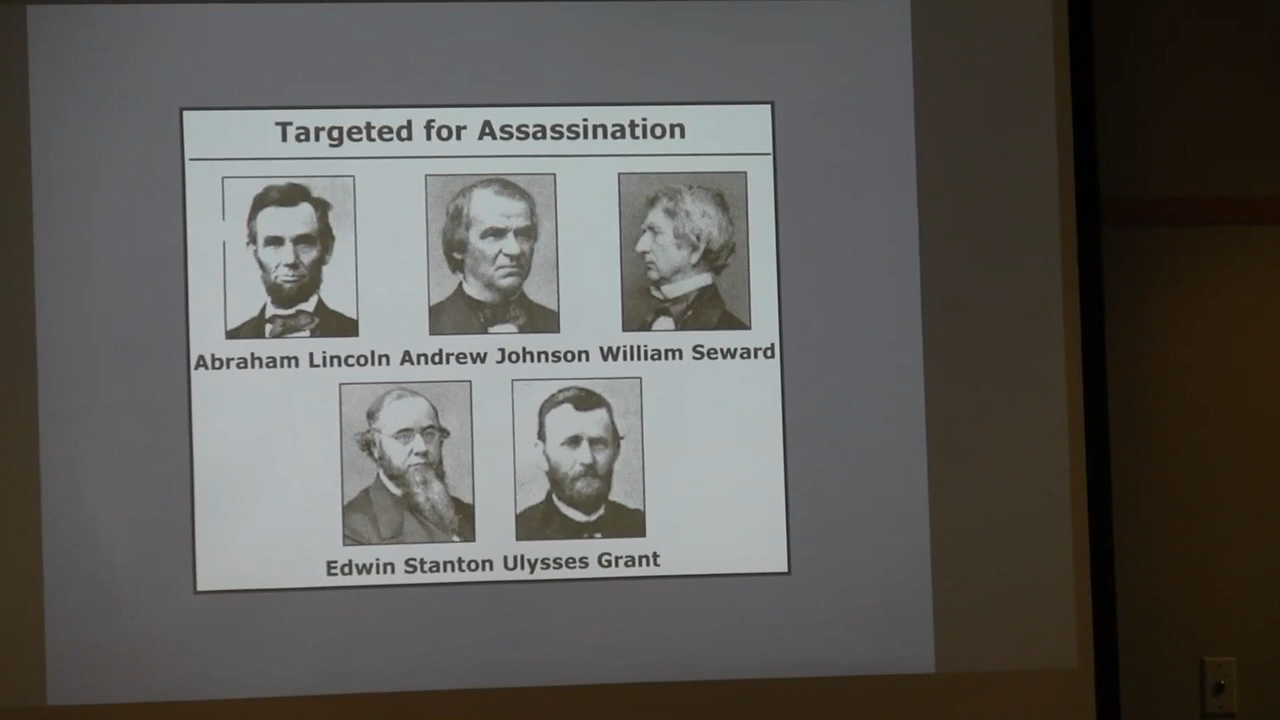 Targeted for Assassination
Abraham Lincoln Andrew Johnson William Seward
Edwin Stanton Ulysses Grant